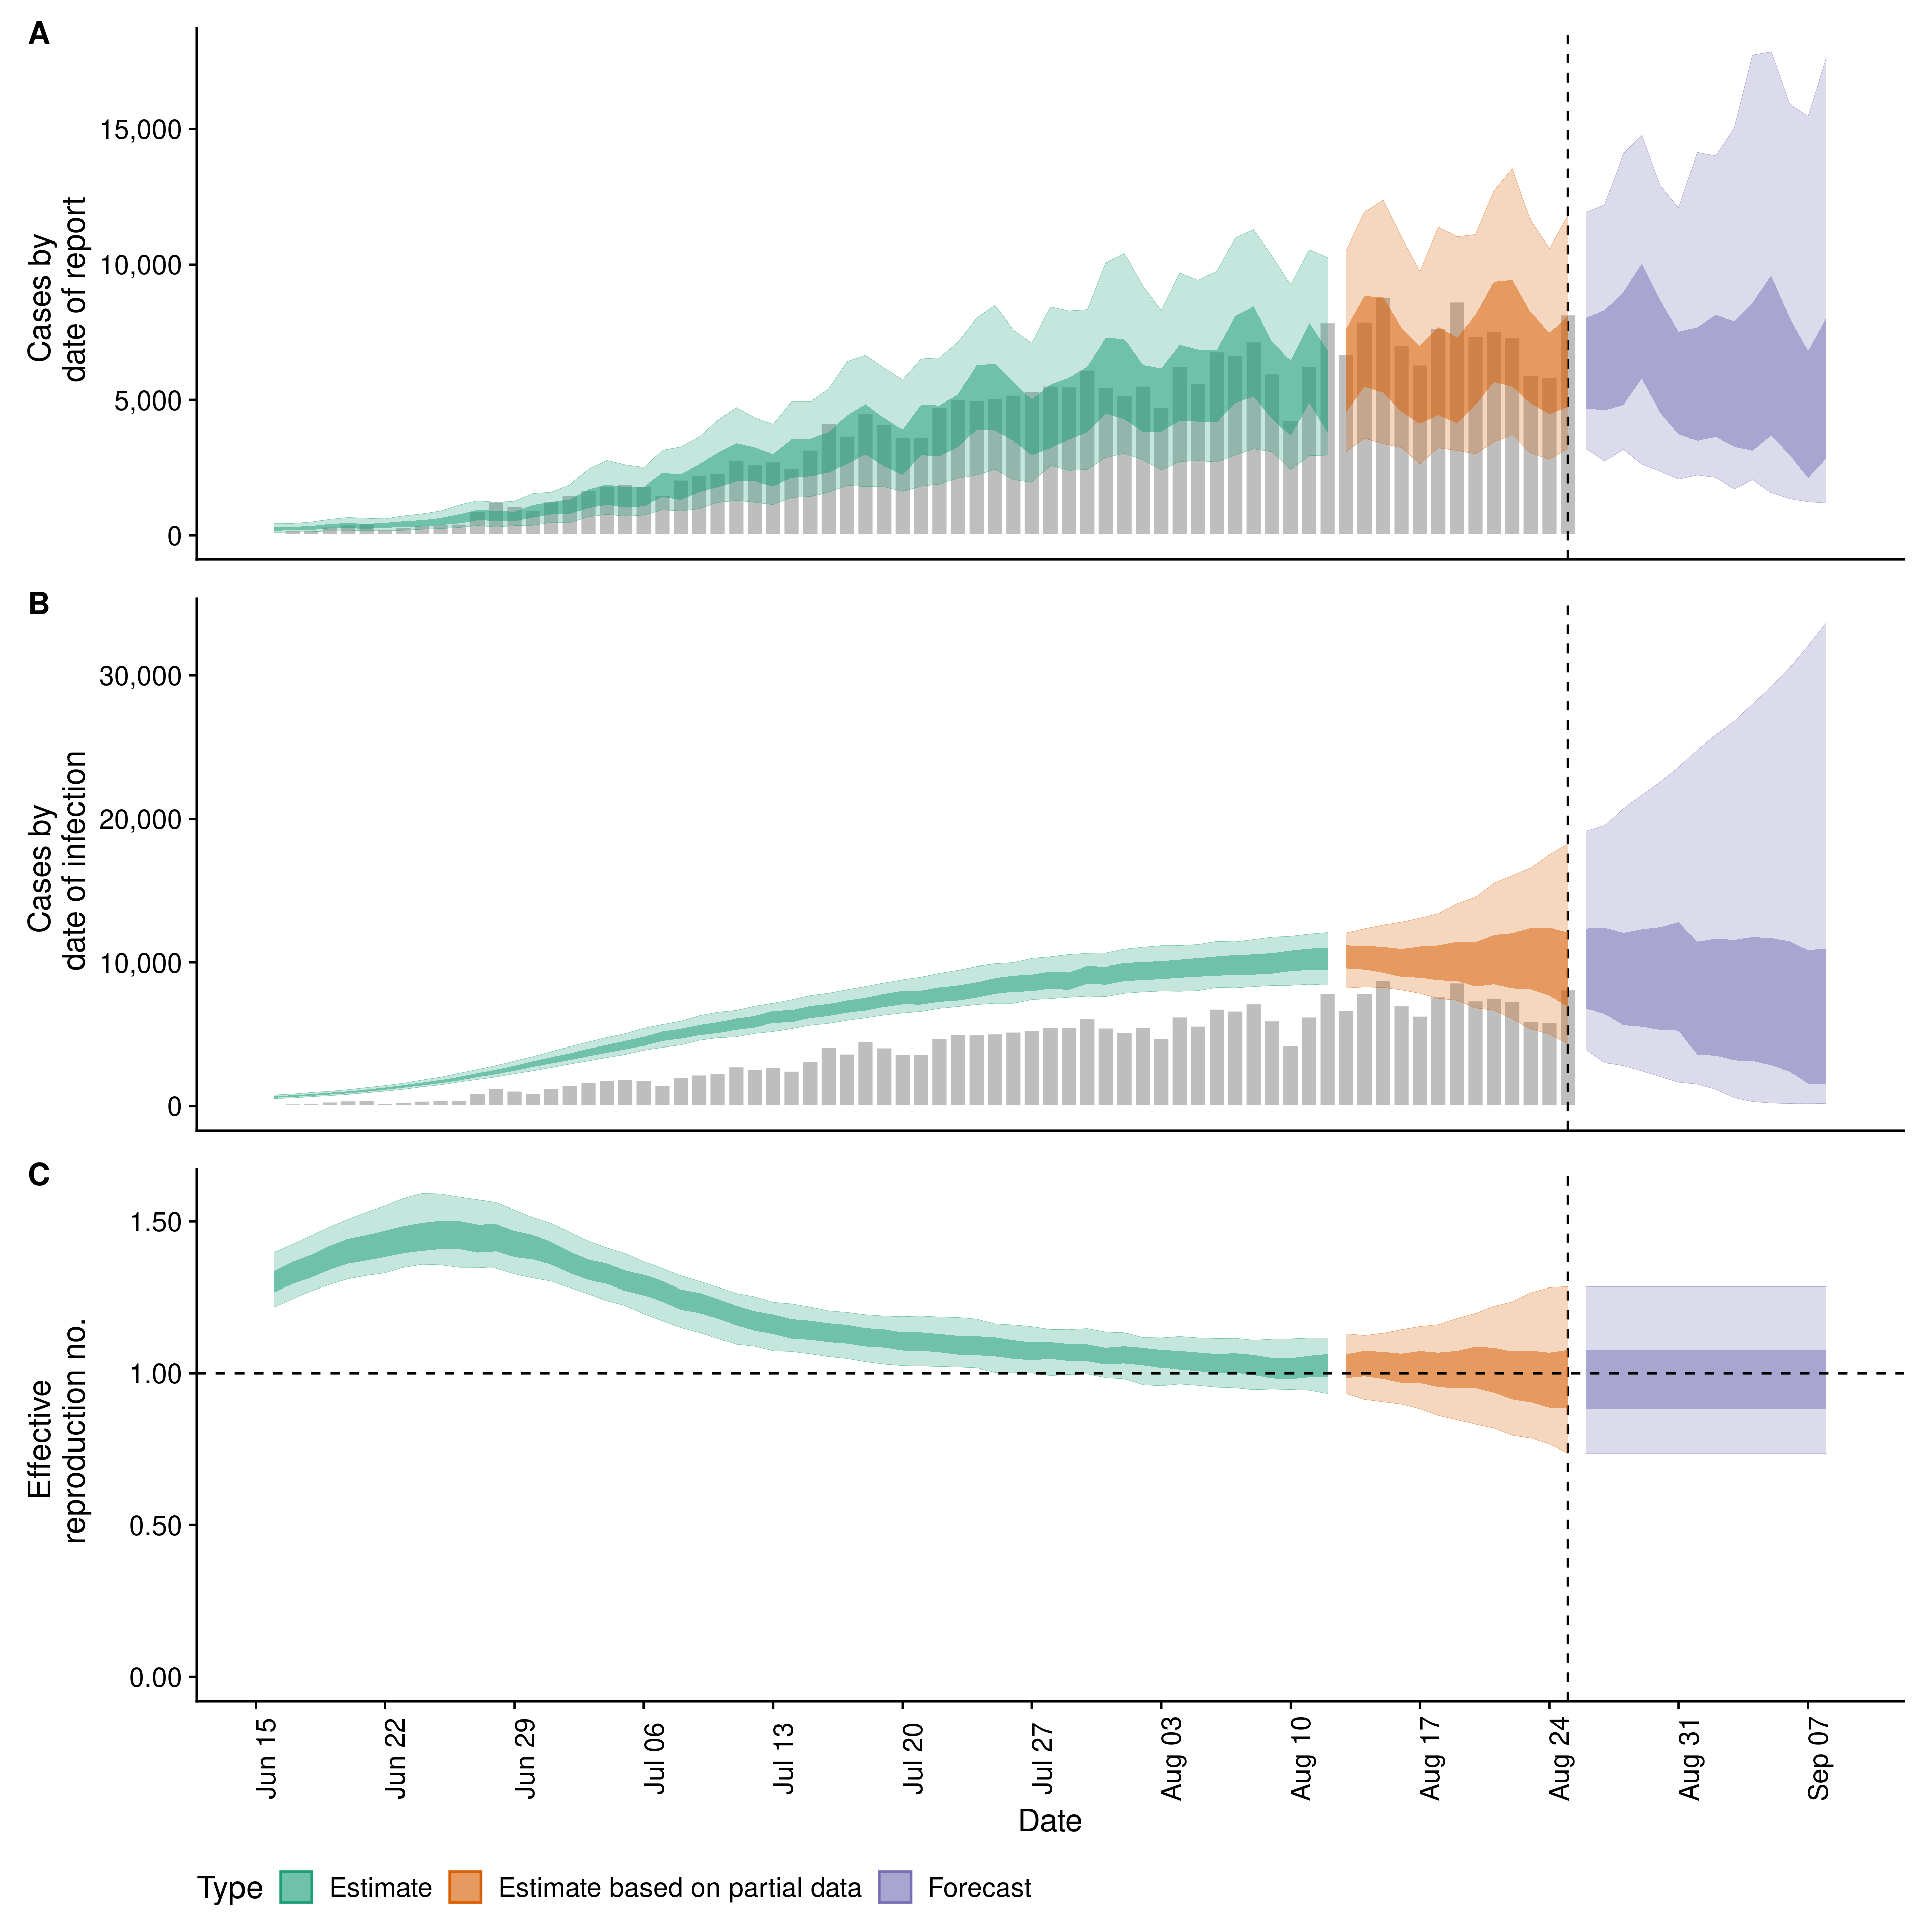 A
Cases by
date of report
15,000
10,000
5,000
0
B
Cases by
date of infection
30,000
20,000
10,000
0
C
Effective
reproduction no.
1.50
1.00
0.50
0.00
Jun 15
Jun 22
Jun 29
Jul 06
Jul 13
Jul 20
Jul 27
Aug 03
Aug 10
Aug 17
Aug 24
Aug 31
Sep 07
Date
Type Estimate Estimate based on partial data Forecast